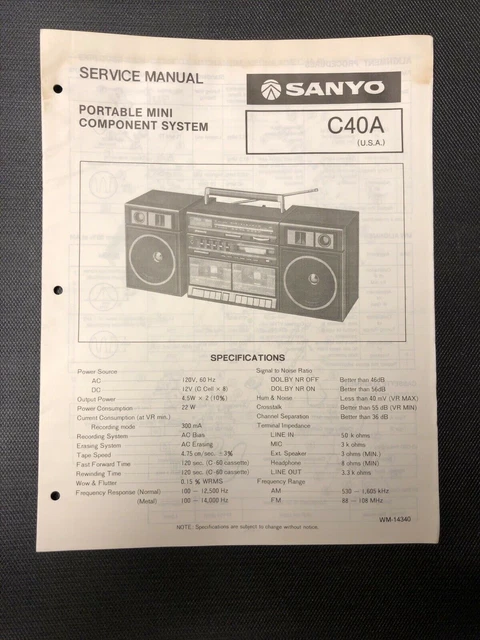 SERVICE MANUAL
SANYO
PORTABLE MINI
COMPONENT SYSTEM
C40A
(U.S.A.)
SPECIFICATIONS
Power Source
AC 120V, 60 Hz
DC 12V (D Cell × 8)
Output Power 4.5W × 2 (10%)
Power Consumption 22 W
Current Consumption (at VR min.)
Recording mode 300 mA
Recording System AC Bias
Erasing System AC Erasing
Tape Speed 4.75 cm/sec. ±3%
Fast Forward Time 120 sec. (C-60 cassette)
Rewinding Time 120 sec. (C-60 cassette)
Wow & Flutter 0.15 % WRMS
Frequency Response (Normal) 100 — 12,500 Hz
(Metal) 100 — 14,000 Hz
Signal to Noise Ratio
DOLBY NR OFF Better than 46dB
DOLBY NR ON Better than 56dB
Hum & Noise Less than 40 mV (VR MAX)
Crosstalk Better than 55 dB (VR MIN)
Channel Separation Better than 36 dB
Terminal Impedance
LINE IN 50 k ohms
MIC 3 k ohms
Ext. Speaker 3 ohms (MIN.)
Headphone 8 ohms (MIN)
LINE OUT 3.3 k ohms
Frequency Range
AM 530 — 1,605 kHz
FM 88 — 108 MHz
NOTE: Specifications are subject to change without notice.
WM-14340